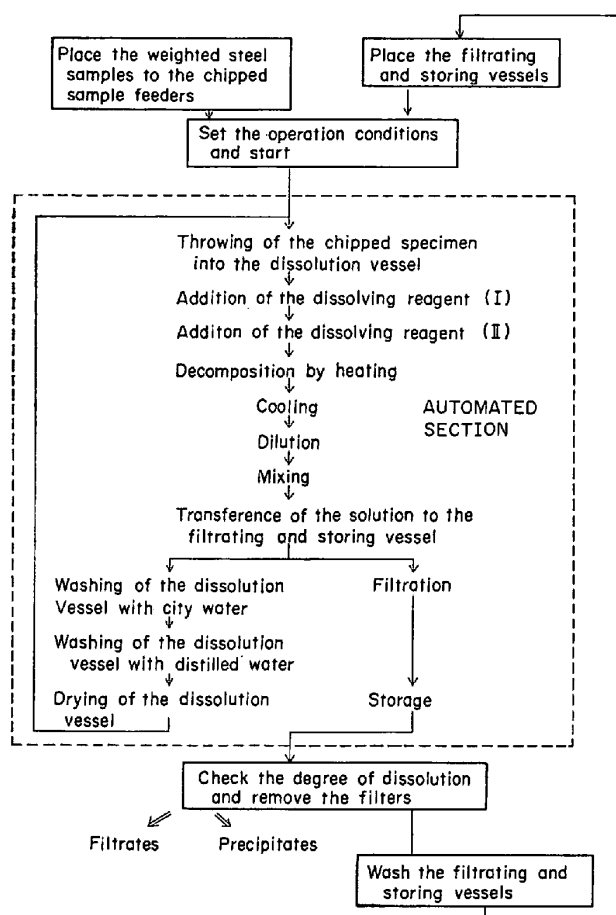 Place the weighted steel
samples to the chipped
sample feeders
Place the filtrating
and storing vessels
Set the operation conditions
and start
Throwing of the chipped specimen
into the dissolution vessel
Addition of the dissolving reagent (I)
Additon of the dissolving reagent (II)
Decomposition by heating
Cooling
AUTOMATED
SECTION
Dilution
Mixing
Transference of the solution to the
filtrating and storing vessel
Washing of the dissolution
Vessel with city water
Filtration
Washing of the dissolution
vessel with distilled water
Drying of the dissolution
vessel
Storage
Check the degree of dissolution
and remove the filters
Filtrates
Precipitates
Wash the filtrating and
storing vessels